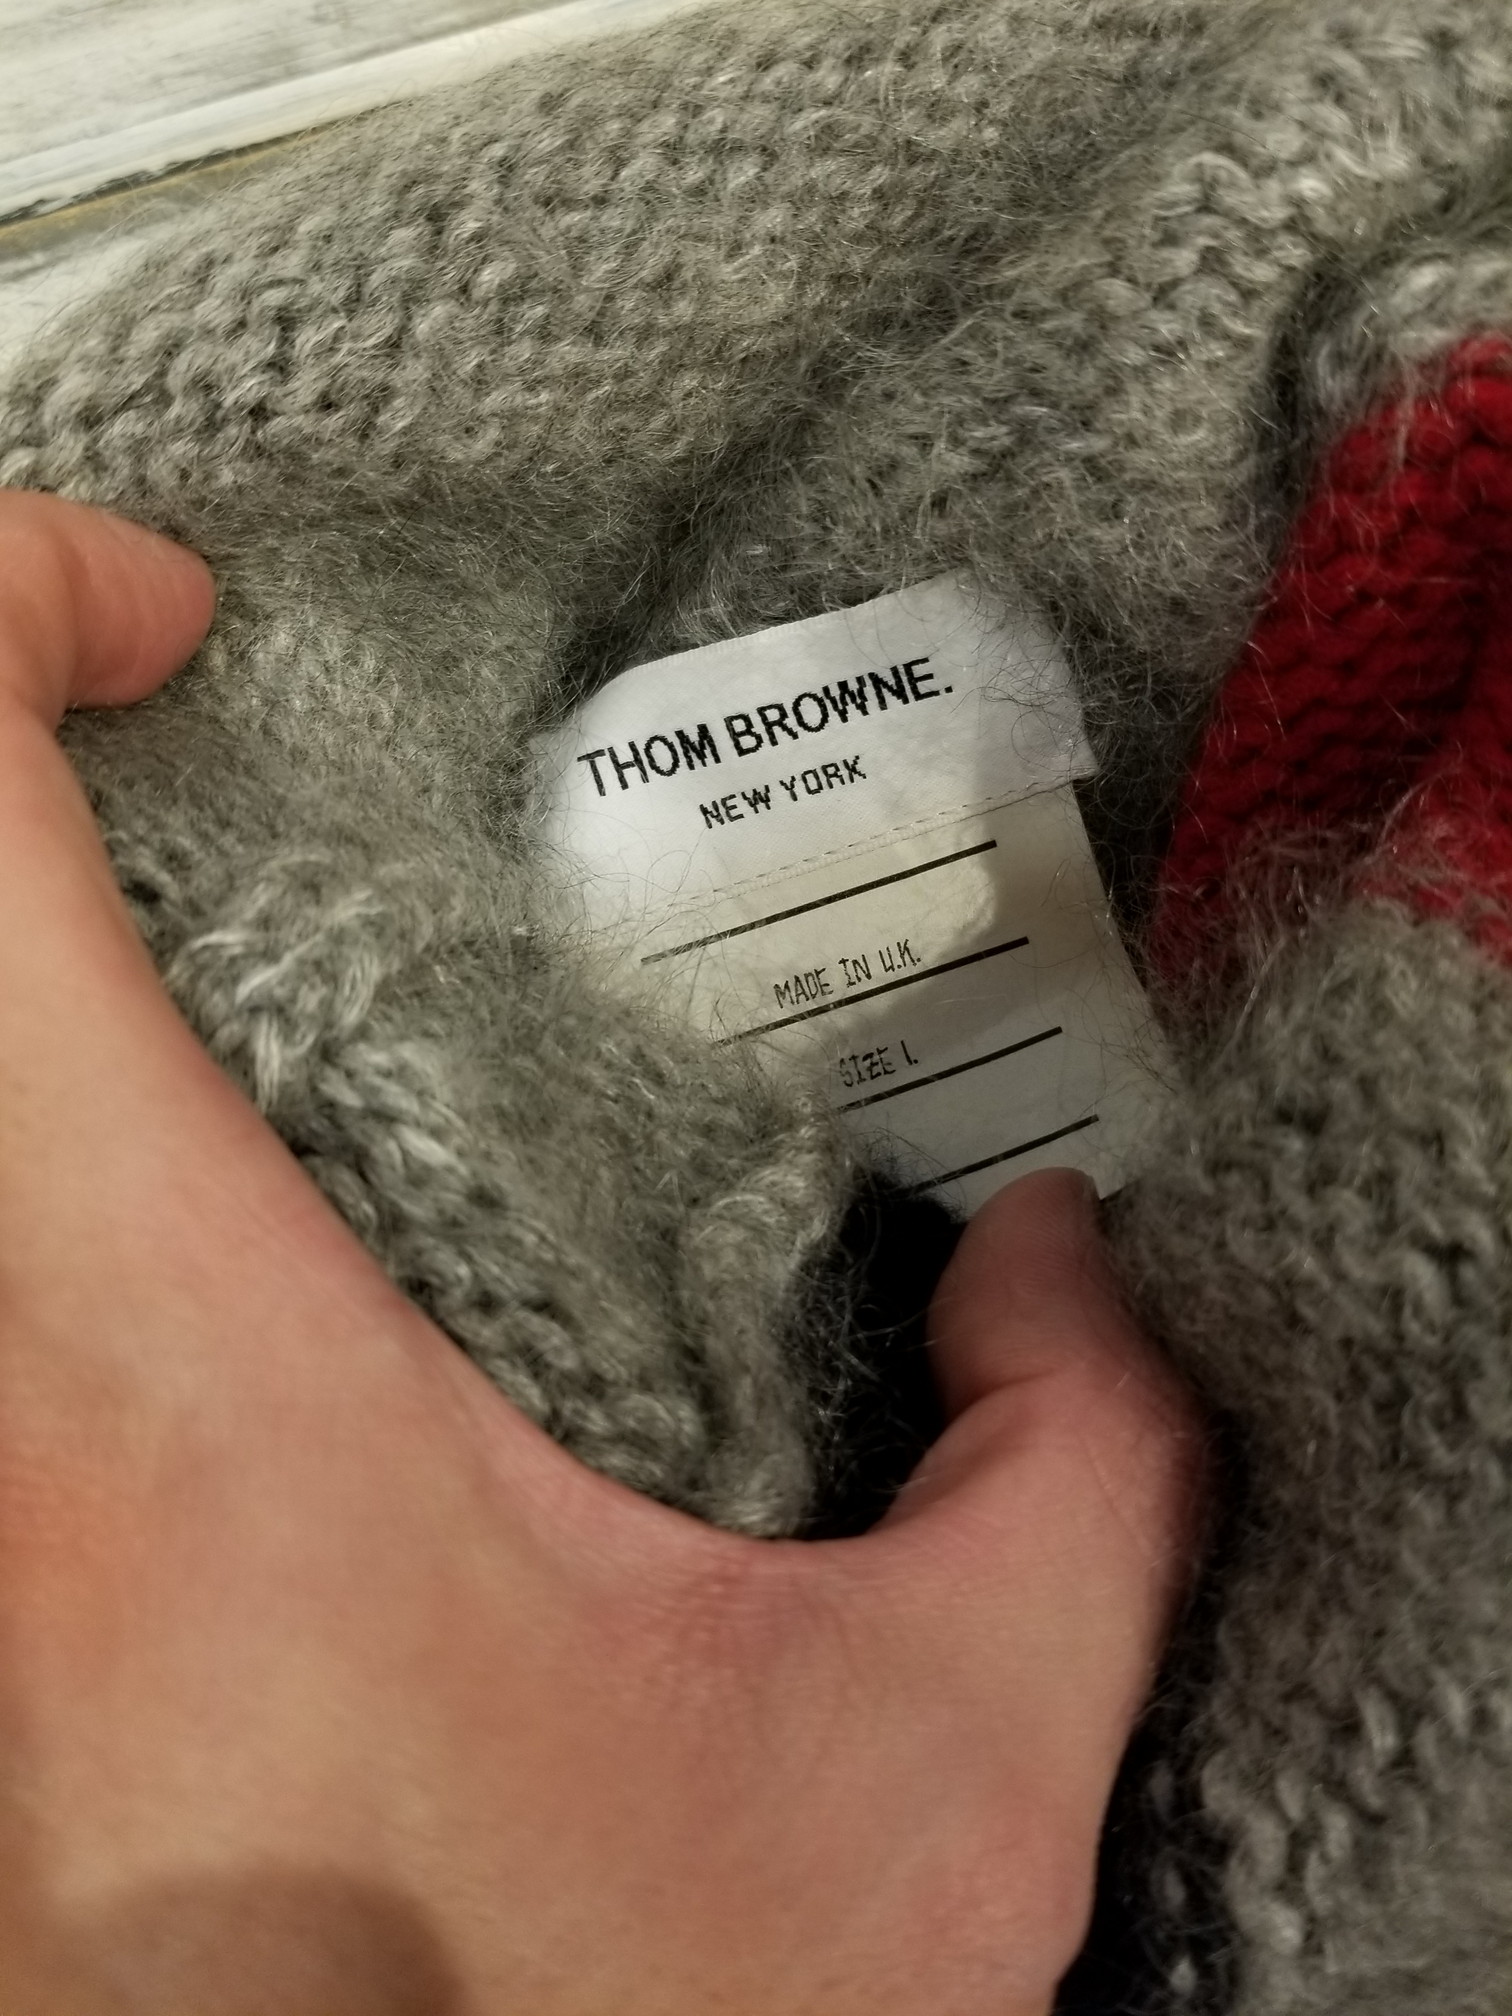 THOM BROWNE.
NEW YORK
MADE IN U.K.
SIZE 1.